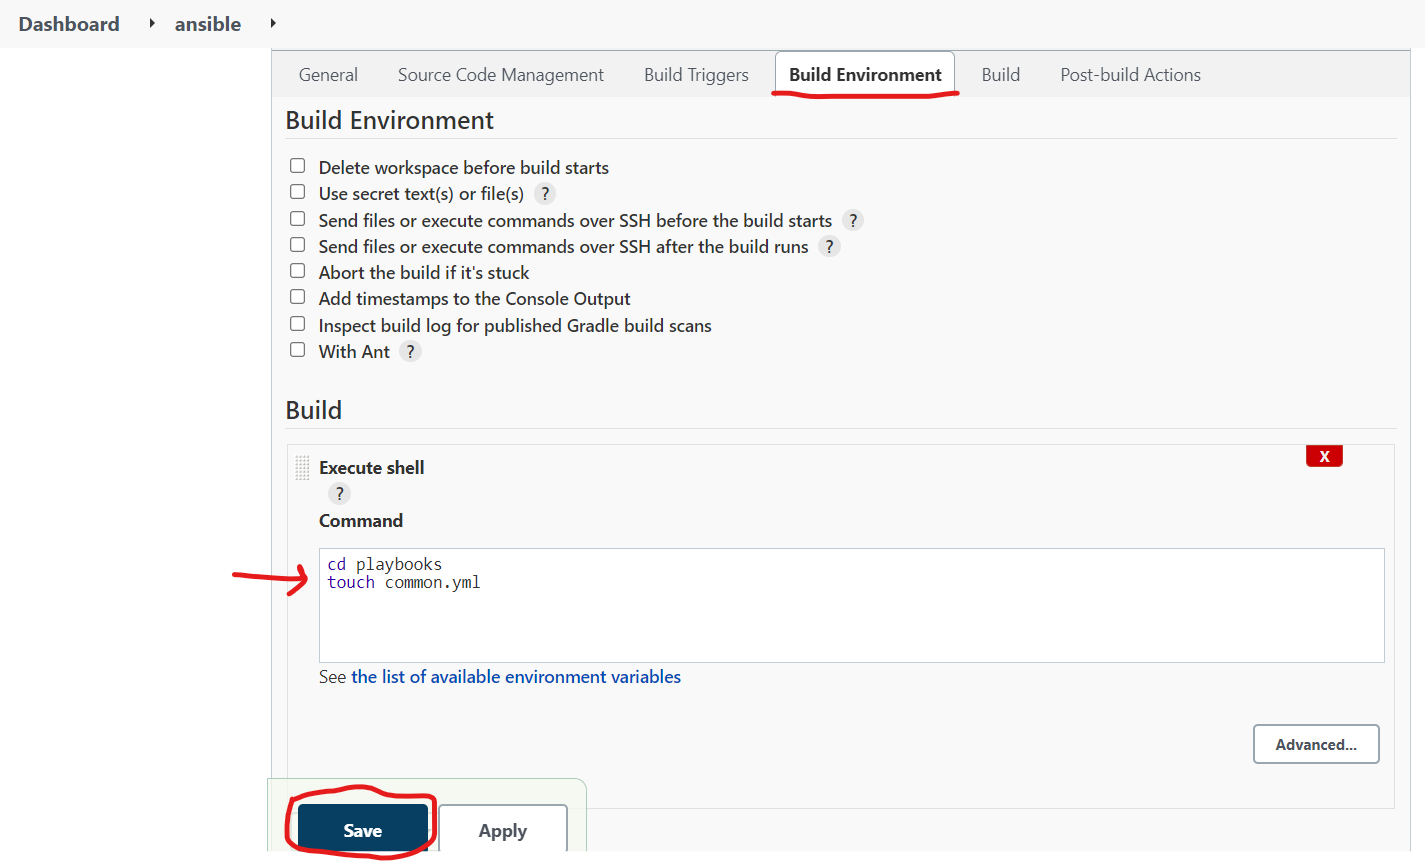 Dashboard ansible
General Source Code Management Build Triggers Build Environment Build Post-build Actions
Build Environment
Delete workspace before build starts
Use secret text(s) or file(s) ?
Send files or execute commands over SSH before the build starts ?
Send files or execute commands over SSH after the build runs ?
Abort the build if it's stuck
Add timestamps to the Console Output
Inspect build log for published Gradle build scans
With Ant ?
Build
X
Execute shell
?
Command
cd playbooks
touch common.yml
See the list of available environment variables
Advanced...
Save Apply